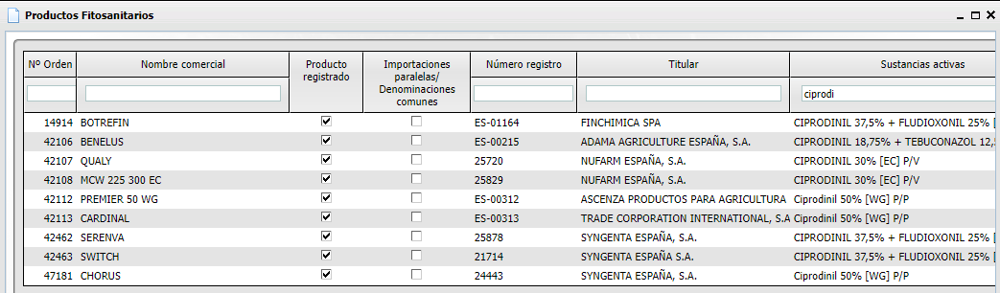 Productos Fitosanitarios
Nº Orden Nombre comercial Producto registrado Importaciones paralelas/ Denominaciones comunes Número registro Titular Sustancias activas
ciprodi
14914 BOTREFIN ES-01164 FINCHIMICA SPA CIPRODINIL 37,5% + FLUDIOXONIL 25% [
42106 BENELUS ES-00215 ADAMA AGRICULTURE ESPAÑA, S.A. CIPRODINIL 18,75% + TEBUCONAZOL 12,5
42107 QUALY 25720 NUFARM ESPAÑA, S.A. CIPRODINIL 30% [EC] P/V
42108 MCW 225 300 EC 25829 NUFARM ESPAÑA, S.A. CIPRODINIL 30% [EC] P/V
42112 PREMIER 50 WG ES-00312 ASCENZA PRODUCTOS PARA AGRICULTURA Ciprodinil 50% [WG] P/P
42113 CARDINAL ES-00313 TRADE CORPORATION INTERNATIONAL, S.A Ciprodinil 50% [WG] P/P
42462 SERENVA 25878 SYNGENTA ESPAÑA, S.A. CIPRODINIL 37,5% + FLUDIOXONIL 25% [
42463 SWITCH 21714 SYNGENTA ESPAÑA S.A. CIPRODINIL 37,5% + FLUDIOXONIL 25% [
47181 CHORUS 24443 SYNGENTA ESPAÑA, S.A. Ciprodinil 50% [WG] P/P